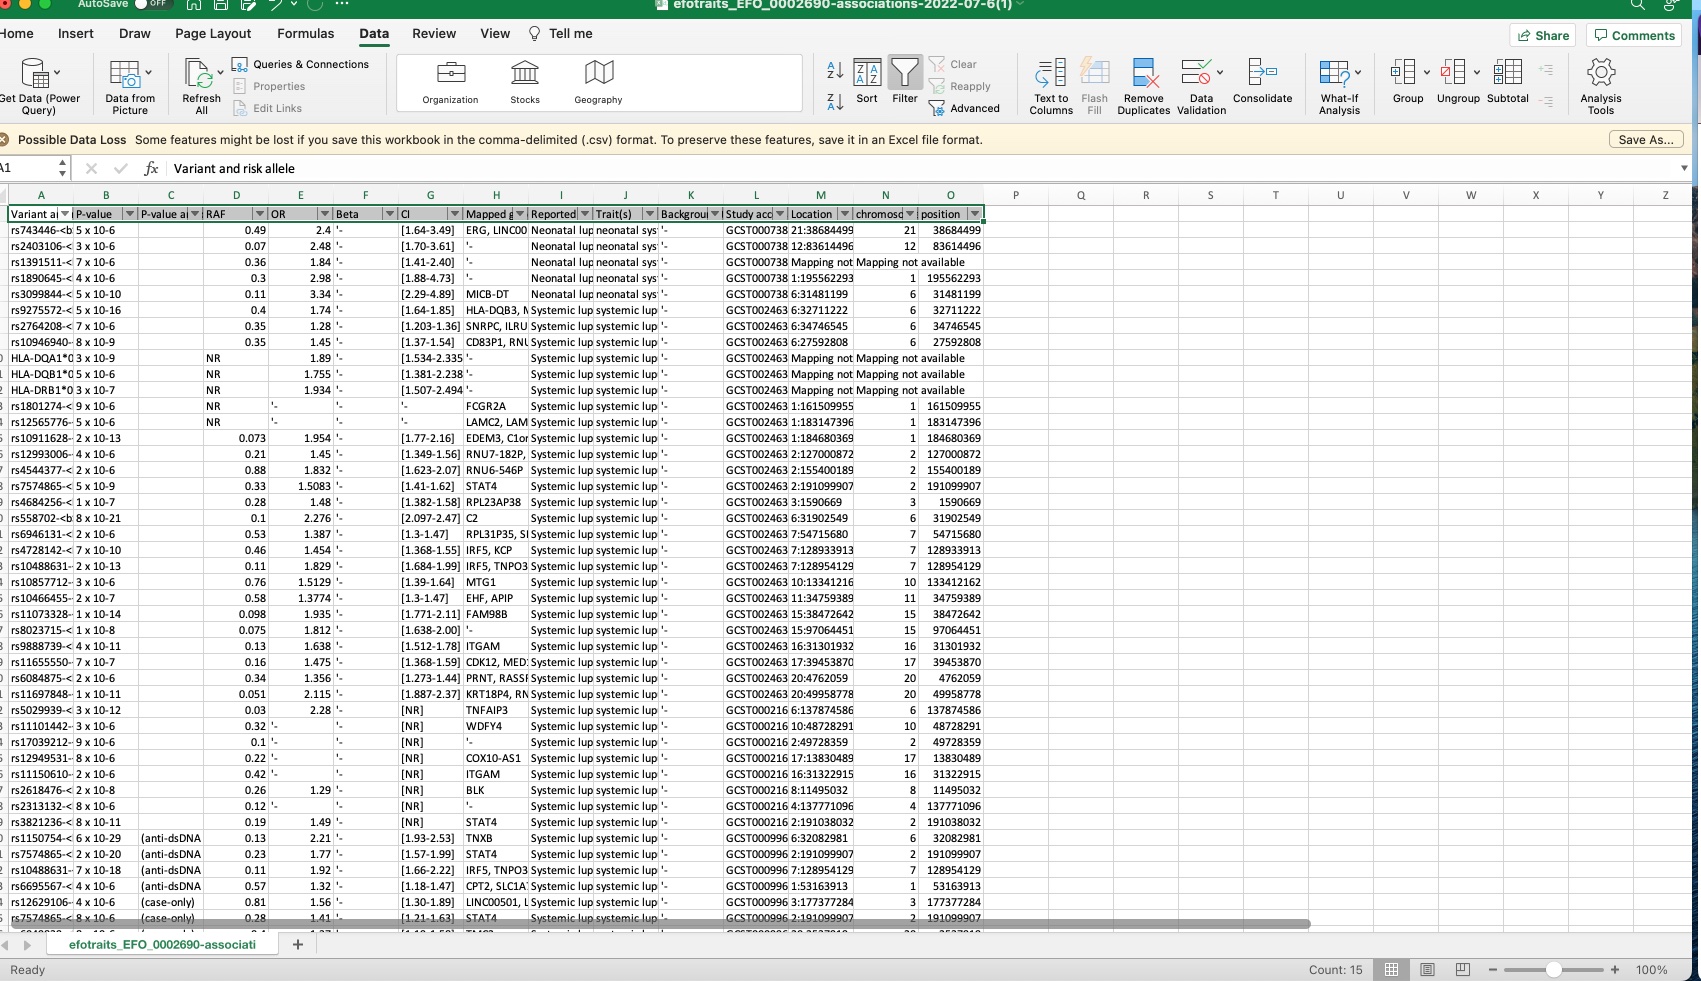 AutoSave OFF efotraits_EFO_0002690-associations-2022-07-6(1)
Home Insert Draw Page Layout Formulas Data Review View Tell me Share Comments
Get Data (Power Query) Data from Picture Refresh All Queries & Connections Properties Edit Links Organization Stocks Geography Sort Filter Clear Reapply Advanced Text to Columns Flash Fill Remove Duplicates Data Validation Consolidate What-If Analysis Group Ungroup Subtotal Analysis Tools
Possible Data Loss Some features might be lost if you save this workbook in the comma-delimited (.csv) format. To preserve these features, save it in an Excel file format. Save As...
A1 fx Variant and risk allele
A B C D E F G H I J K L M N O P Q R S T U V W X Y Z
Variant a P-value P-value a RAF OR Beta CI Mapped g Reported Trait(s) Backgrou Study acc Location chromoso position
rs743446-<b 5 x 10-6 0.49 2.4 '- [1.64-3.49] ERG, LINC00 Neonatal lup neonatal sys '- GCST000738 21:38684499 21 38684499
rs2403106-< 3 x 10-6 0.07 2.48 '- [1.70-3.61] '- Neonatal lup neonatal sys '- GCST000738 12:83614496 12 83614496
rs1391511-< 7 x 10-6 0.36 1.84 '- [1.41-2.40] '- Neonatal lup neonatal sys '- GCST000738 Mapping not Mapping not available
rs1890645-< 4 x 10-6 0.3 2.98 '- [1.88-4.73] '- Neonatal lup neonatal sys '- GCST000738 1:195562293 1 195562293
rs3099844-< 5 x 10-10 0.11 3.34 '- [2.29-4.89] MICB-DT Neonatal lup neonatal sys '- GCST000738 6:31481199 6 31481199
rs9275572-< 5 x 10-16 0.4 1.74 '- [1.64-1.85] HLA-DQB3, Systemic lup systemic lup '- GCST002463 6:32711222 6 32711222
rs2764208-< 7 x 10-6 0.35 1.28 '- [1.203-1.36] SNRPC, ILRU Systemic lup systemic lup '- GCST002463 6:34746545 6 34746545
rs10946940- 8 x 10-9 0.35 1.45 '- [1.37-1.54] CD83P1, RNU Systemic lup systemic lup '- GCST002463 6:27592808 6 27592808
HLA-DQA1*0 3 x 10-9 NR 1.89 '- [1.534-2.335 '- Systemic lup systemic lup '- GCST002463 Mapping not Mapping not available
HLA-DQB1*0 5 x 10-6 NR 1.755 '- [1.381-2.238 '- Systemic lup systemic lup '- GCST002463 Mapping not Mapping not available
HLA-DRB1*0 3 x 10-7 NR 1.934 '- [1.507-2.494 '- Systemic lup systemic lup '- GCST002463 Mapping not Mapping not available
rs1801274-< 9 x 10-6 NR '- '- '- FCGR2A Systemic lup systemic lup '- GCST002463 1:161509955 1 161509955
rs12565776- 5 x 10-6 NR '- '- '- LAMC2, LAM Systemic lup systemic lup '- GCST002463 1:183147396 1 183147396
rs10911628- 2 x 10-13 0.073 1.954 '- [1.77-2.16] EDEM3, C1or Systemic lup systemic lup '- GCST002463 1:184680369 1 184680369
rs12993006- 4 x 10-6 0.21 1.45 '- [1.349-1.56] RNU7-182P, Systemic lup systemic lup '- GCST002463 2:127000872 2 127000872
rs4544377-< 2 x 10-6 0.88 1.832 '- [1.623-2.07] RNU6-546P Systemic lup systemic lup '- GCST002463 2:155400189 2 155400189
rs7574865-< 5 x 10-9 0.33 1.5083 '- [1.41-1.62] STAT4 Systemic lup systemic lup '- GCST002463 2:191099907 2 191099907
rs4684256-< 1 x 10-7 0.28 1.48 '- [1.382-1.58] RPL23AP38 Systemic lup systemic lup '- GCST002463 3:1590669 3 1590669
rs558702-<b 8 x 10-21 0.1 2.276 '- [2.097-2.47] C2 Systemic lup systemic lup '- GCST002463 6:31902549 6 31902549
rs6946131-< 2 x 10-6 0.53 1.387 '- [1.3-1.47] RPL31P35, S Systemic lup systemic lup '- GCST002463 7:54715680 7 54715680
rs4728142-< 7 x 10-10 0.46 1.454 '- [1.368-1.55] IRF5, KCP Systemic lup systemic lup '- GCST002463 7:128933913 7 128933913
rs10488631- 2 x 10-13 0.11 1.829 '- [1.684-1.99] IRF5, TNPO3 Systemic lup systemic lup '- GCST002463 7:128954129 7 128954129
rs10857712- 3 x 10-6 0.76 1.5129 '- [1.39-1.64] MTG1 Systemic lup systemic lup '- GCST002463 10:13341216 10 133412162
rs10466455- 2 x 10-7 0.58 1.3774 '- [1.3-1.47] EHF, APIP Systemic lup systemic lup '- GCST002463 11:34759389 11 34759389
rs11073328- 1 x 10-14 0.098 1.935 '- [1.771-2.11] FAM98B Systemic lup systemic lup '- GCST002463 15:38472642 15 38472642
rs8023715-< 1 x 10-8 0.075 1.812 '- [1.638-2.00] '- Systemic lup systemic lup '- GCST002463 15:97064451 15 97064451
rs9888739-< 4 x 10-11 0.13 1.638 '- [1.512-1.78] ITGAM Systemic lup systemic lup '- GCST002463 16:31301932 16 31301932
rs11655550- 7 x 10-7 0.16 1.475 '- [1.368-1.59] CDK12, MED Systemic lup systemic lup '- GCST002463 17:39453870 17 39453870
rs6084875-< 2 x 10-6 0.34 1.356 '- [1.273-1.44] PRNT, RASSF Systemic lup systemic lup '- GCST002463 20:4762059 20 4762059
rs11697848- 1 x 10-11 0.051 2.115 '- [1.887-2.37] KRT18P4, RN Systemic lup systemic lup '- GCST002463 20:49958778 20 49958778
rs5029939-< 3 x 10-12 0.03 2.28 '- [NR] TNFAIP3 Systemic lup systemic lup '- GCST000216 6:137874586 6 137874586
rs11101442- 3 x 10-6 0.32 '- '- [NR] WDFY4 Systemic lup systemic lup '- GCST000216 10:48728291 10 48728291
rs17039212- 9 x 10-6 0.1 '- '- [NR] '- Systemic lup systemic lup '- GCST000216 2:49728359 2 49728359
rs12949531- 8 x 10-6 0.22 '- '- [NR] COX10-AS1 Systemic lup systemic lup '- GCST000216 17:13830489 17 13830489
rs11150610- 2 x 10-6 0.42 '- '- [NR] ITGAM Systemic lup systemic lup '- GCST000216 16:31322915 16 31322915
rs2618476-< 2 x 10-8 0.26 1.29 '- [NR] BLK Systemic lup systemic lup '- GCST000216 8:11495032 8 11495032
rs2313132-< 8 x 10-6 0.12 '- '- [NR] '- Systemic lup systemic lup '- GCST000216 4:137771096 4 137771096
rs3821236-< 8 x 10-11 0.19 1.49 '- [NR] STAT4 Systemic lup systemic lup '- GCST000216 2:191038032 2 191038032
rs1150754-< 6 x 10-29 (anti-dsDNA 0.13 2.21 '- [1.93-2.53] TNXB Systemic lup systemic lup '- GCST000996 6:32082981 6 32082981
rs7574865-< 2 x 10-20 (anti-dsDNA 0.23 1.77 '- [1.57-1.99] STAT4 Systemic lup systemic lup '- GCST000996 2:191099907 2 191099907
rs10488631- 7 x 10-18 (anti-dsDNA 0.11 1.92 '- [1.66-2.22] IRF5, TNPO3 Systemic lup systemic lup '- GCST000996 7:128954129 7 128954129
rs6695567-< 4 x 10-6 (anti-dsDNA 0.57 1.32 '- [1.18-1.47] CPT2, SLC1A Systemic lup systemic lup '- GCST000996 1:53163913 1 53163913
rs12629106- 4 x 10-6 (case-only) 0.81 1.56 '- [1.30-1.89] LINC00501, L Systemic lup systemic lup '- GCST000996 3:177377284 3 177377284
rs7574865-< 8 x 10-6 (case-only) 0.28 1.41 '- [1.21-1.63] STAT4 Systemic lup systemic lup '- GCST000996 2:191099907 2 191099907
efotraits_EFO_0002690-associati +
Ready Count: 15 100%